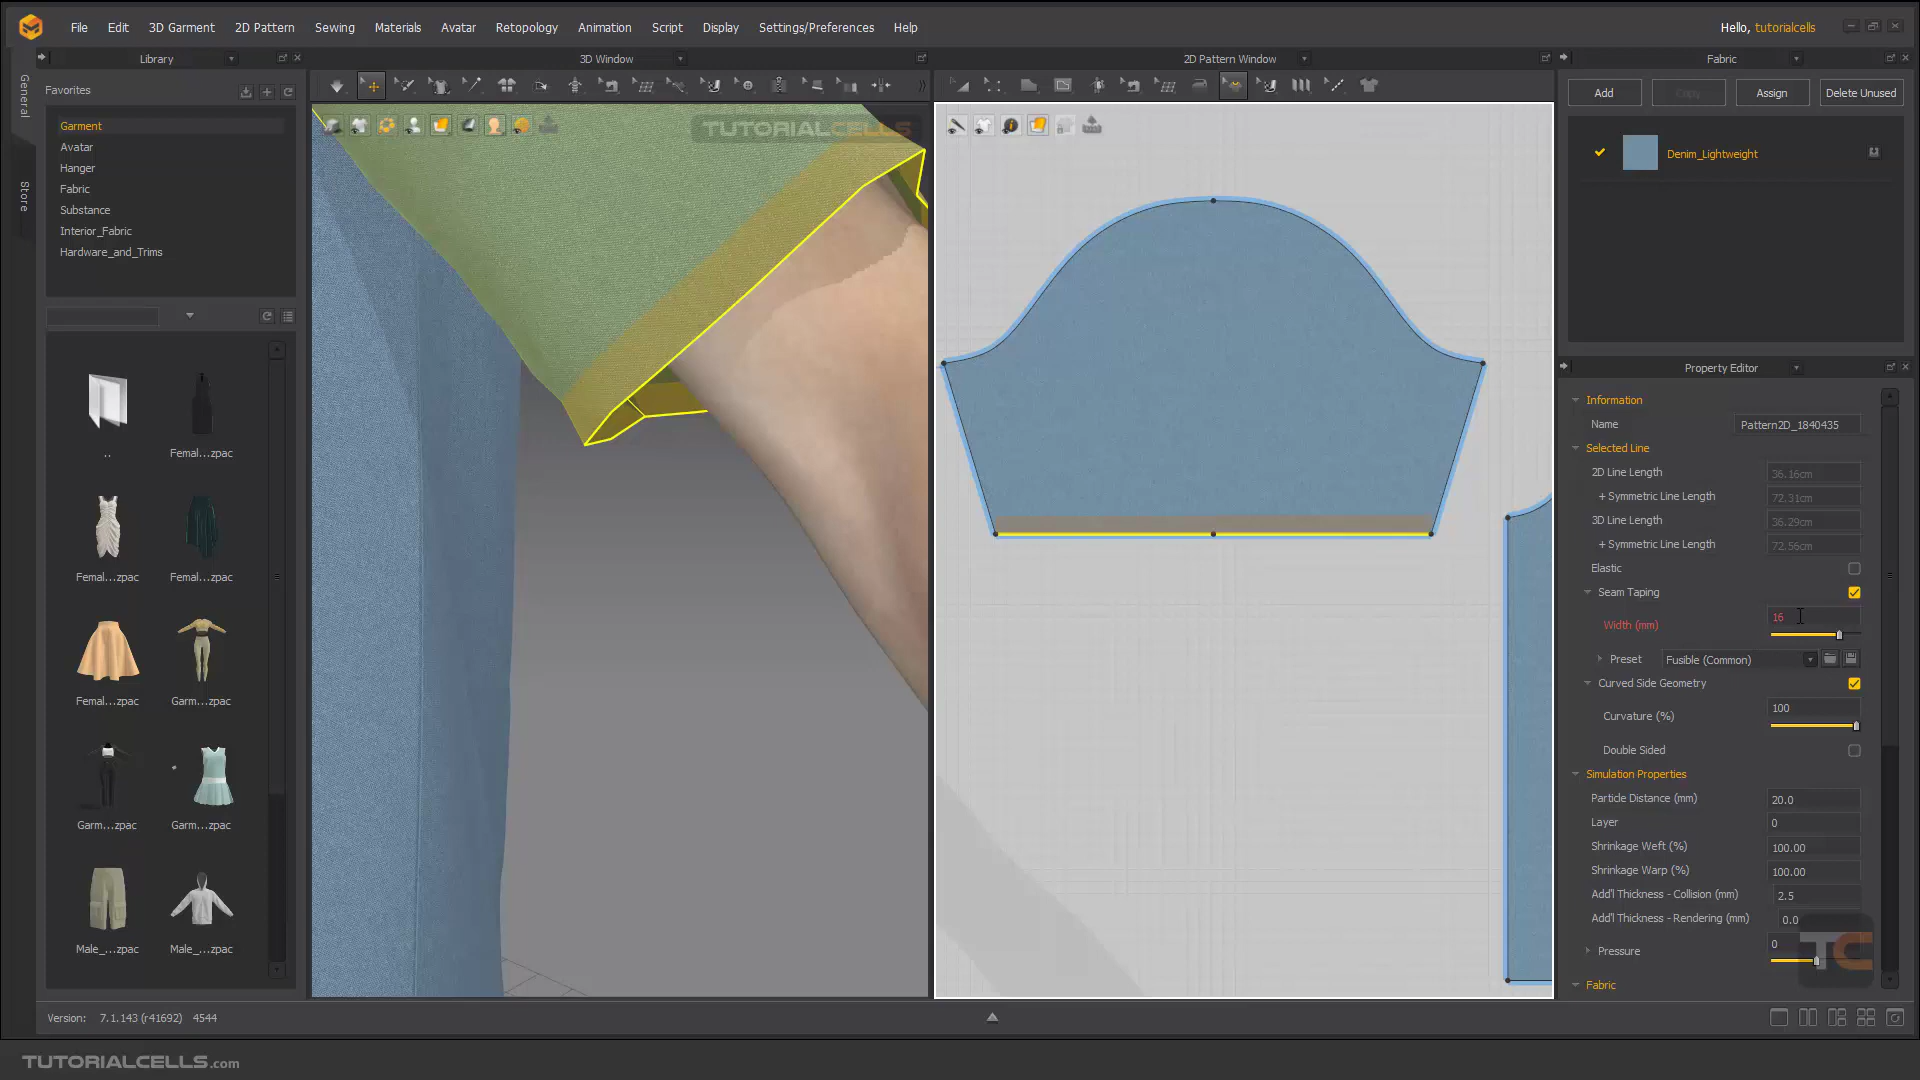 File Edit 3D Garment 2D Pattern Sewing Materials Avatar Retopology Animation Script Display Settings/Preferences Help Hello, tutorialcells
Library 3D Window 2D Pattern Window Fabric
General
Store
Favorites
Garment
Avatar
Hanger
Fabric
Substance
Interior_Fabric
Hardware_and_Trims
..
Femal...zpac
Femal...zpac
Femal...zpac
Femal...zpac
Garm...zpac
Garm...zpac
Garm...zpac
Male_...zpac
Male_...zpac
TUTORIALCELLS
Add Copy Assign Delete Unused
Denim_Lightweight
Property Editor
Information
Name Pattern2D_1840435
Selected Line
2D Line Length 36.16cm
+ Symmetric Line Length 72.31cm
3D Line Length 36.29cm
+ Symmetric Line Length 72.56cm
Elastic
Seam Taping
Width (mm) 16
Preset Fusible (Common)
Curved Side Geometry
Curvature (%) 100
Double Sided
Simulation Properties
Particle Distance (mm) 20.0
Layer 0
Shrinkage Weft (%) 100.00
Shrinkage Warp (%) 100.00
Add'l Thickness - Collision (mm) 2.5
Add'l Thickness - Rendering (mm) 0.0
Pressure 0
TC
Fabric
Version: 7.1.143 (r41692) 4544
TUTORIALCELLS.com